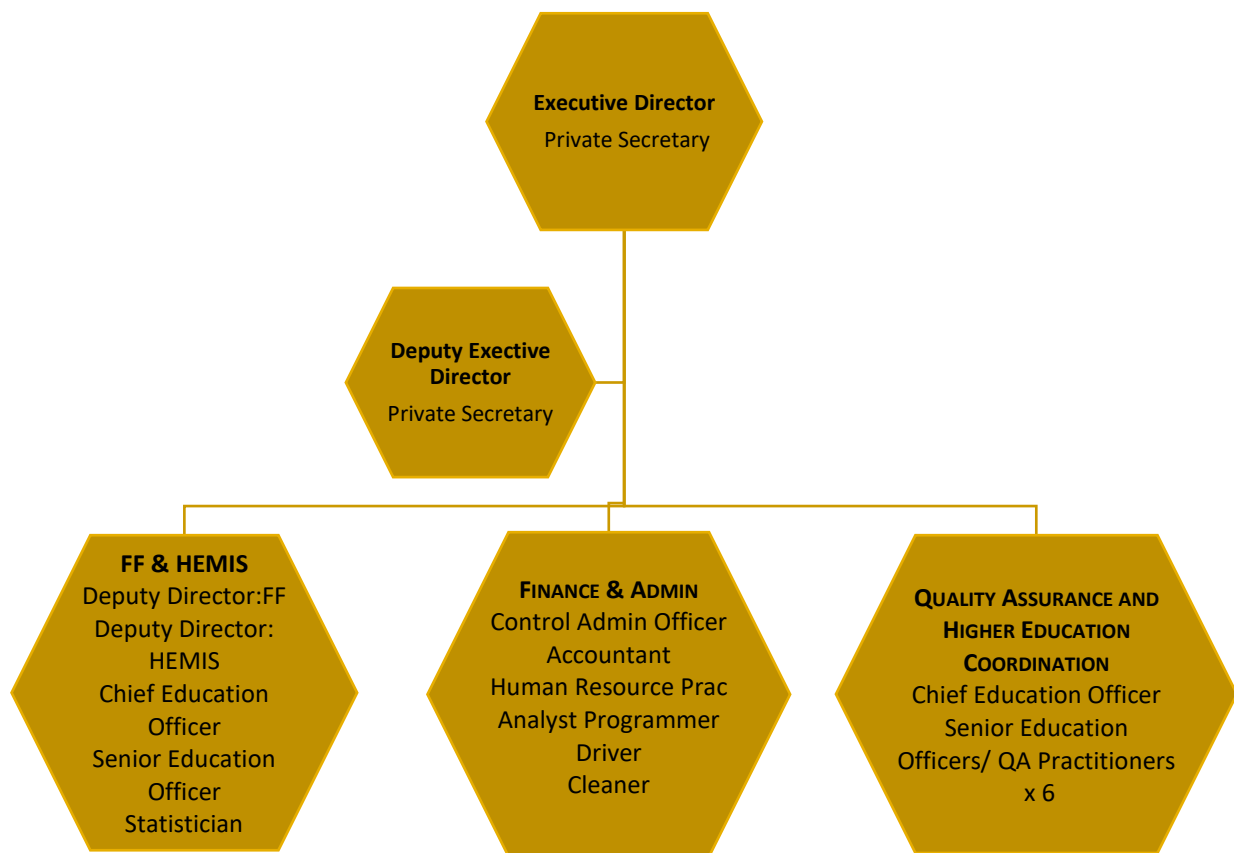 Executive Director
Private Secretary
Deputy Exective
Director
Private Secretary
FF & HEMIS
Deputy Director:FF
Deputy Director:
HEMIS
Chief Education
Officer
Senior Education
Officer
Statistician
FINANCE & ADMIN
Control Admin Officer
Accountant
Human Resource Prac
Analyst Programmer
Driver
Cleaner
QUALITY ASSURANCE AND
HIGHER EDUCATION
COORDINATION
Chief Education Officer
Senior Education
Officers/ QA Practitioners
x 6